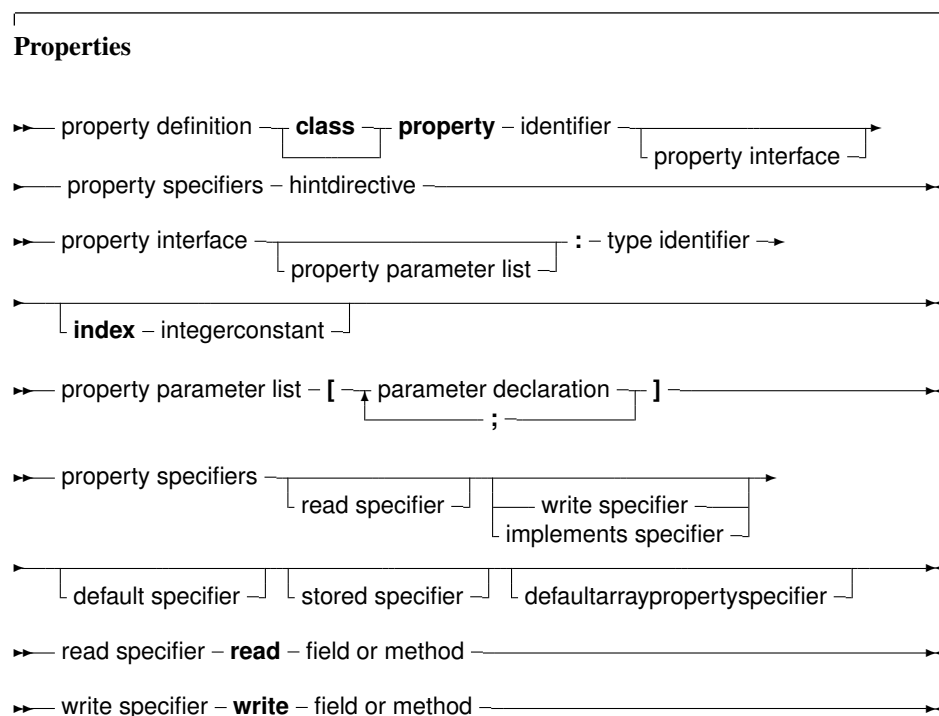 Properties
property definition class property identifier
property interface
property specifiers hintdirective
property interface : type identifier
property parameter list
index integerconstant
property parameter list [ parameter declaration ]
;
property specifiers
read specifier write specifier
implements specifier
default specifier stored specifier defaultarraypropertyspecifier
read specifier read field or method
write specifier write field or method